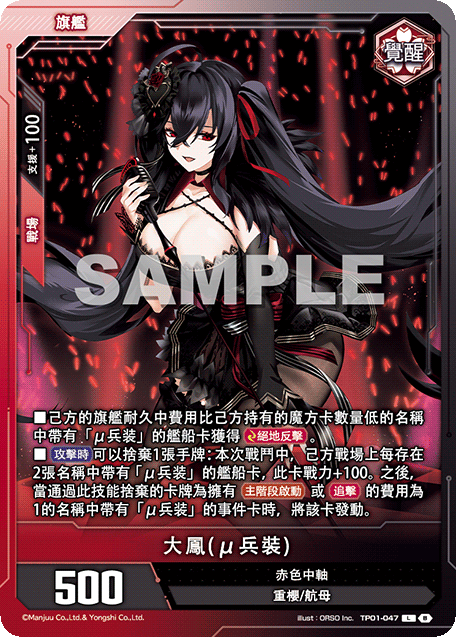 旗艦
覺醒
支援+100
戰場
SAMPLE
■己方的旗艦耐久中費用比己方持有的魔方卡數量低的名稱
中帶有「μ兵装」的艦船卡獲得 絕地反擊 。
■ 攻擊時 可以捨棄1張手牌:本次戰鬥中,己方戰場上每存在
2張名稱中帶有「μ兵装」的艦船卡,此卡戰力+100。之後,
當通過此技能捨棄的卡牌為擁有 主階段啟動 或 追擊 的費用為
1的名稱中帶有「μ兵装」的事件卡時,將該卡發動。
大鳳(μ兵裝)
500
赤色中軸
重櫻/航母
©Manjuu Co.,Ltd.& Yongshi Co.,Ltd.
illust : ORSO Inc. TP01-047 L